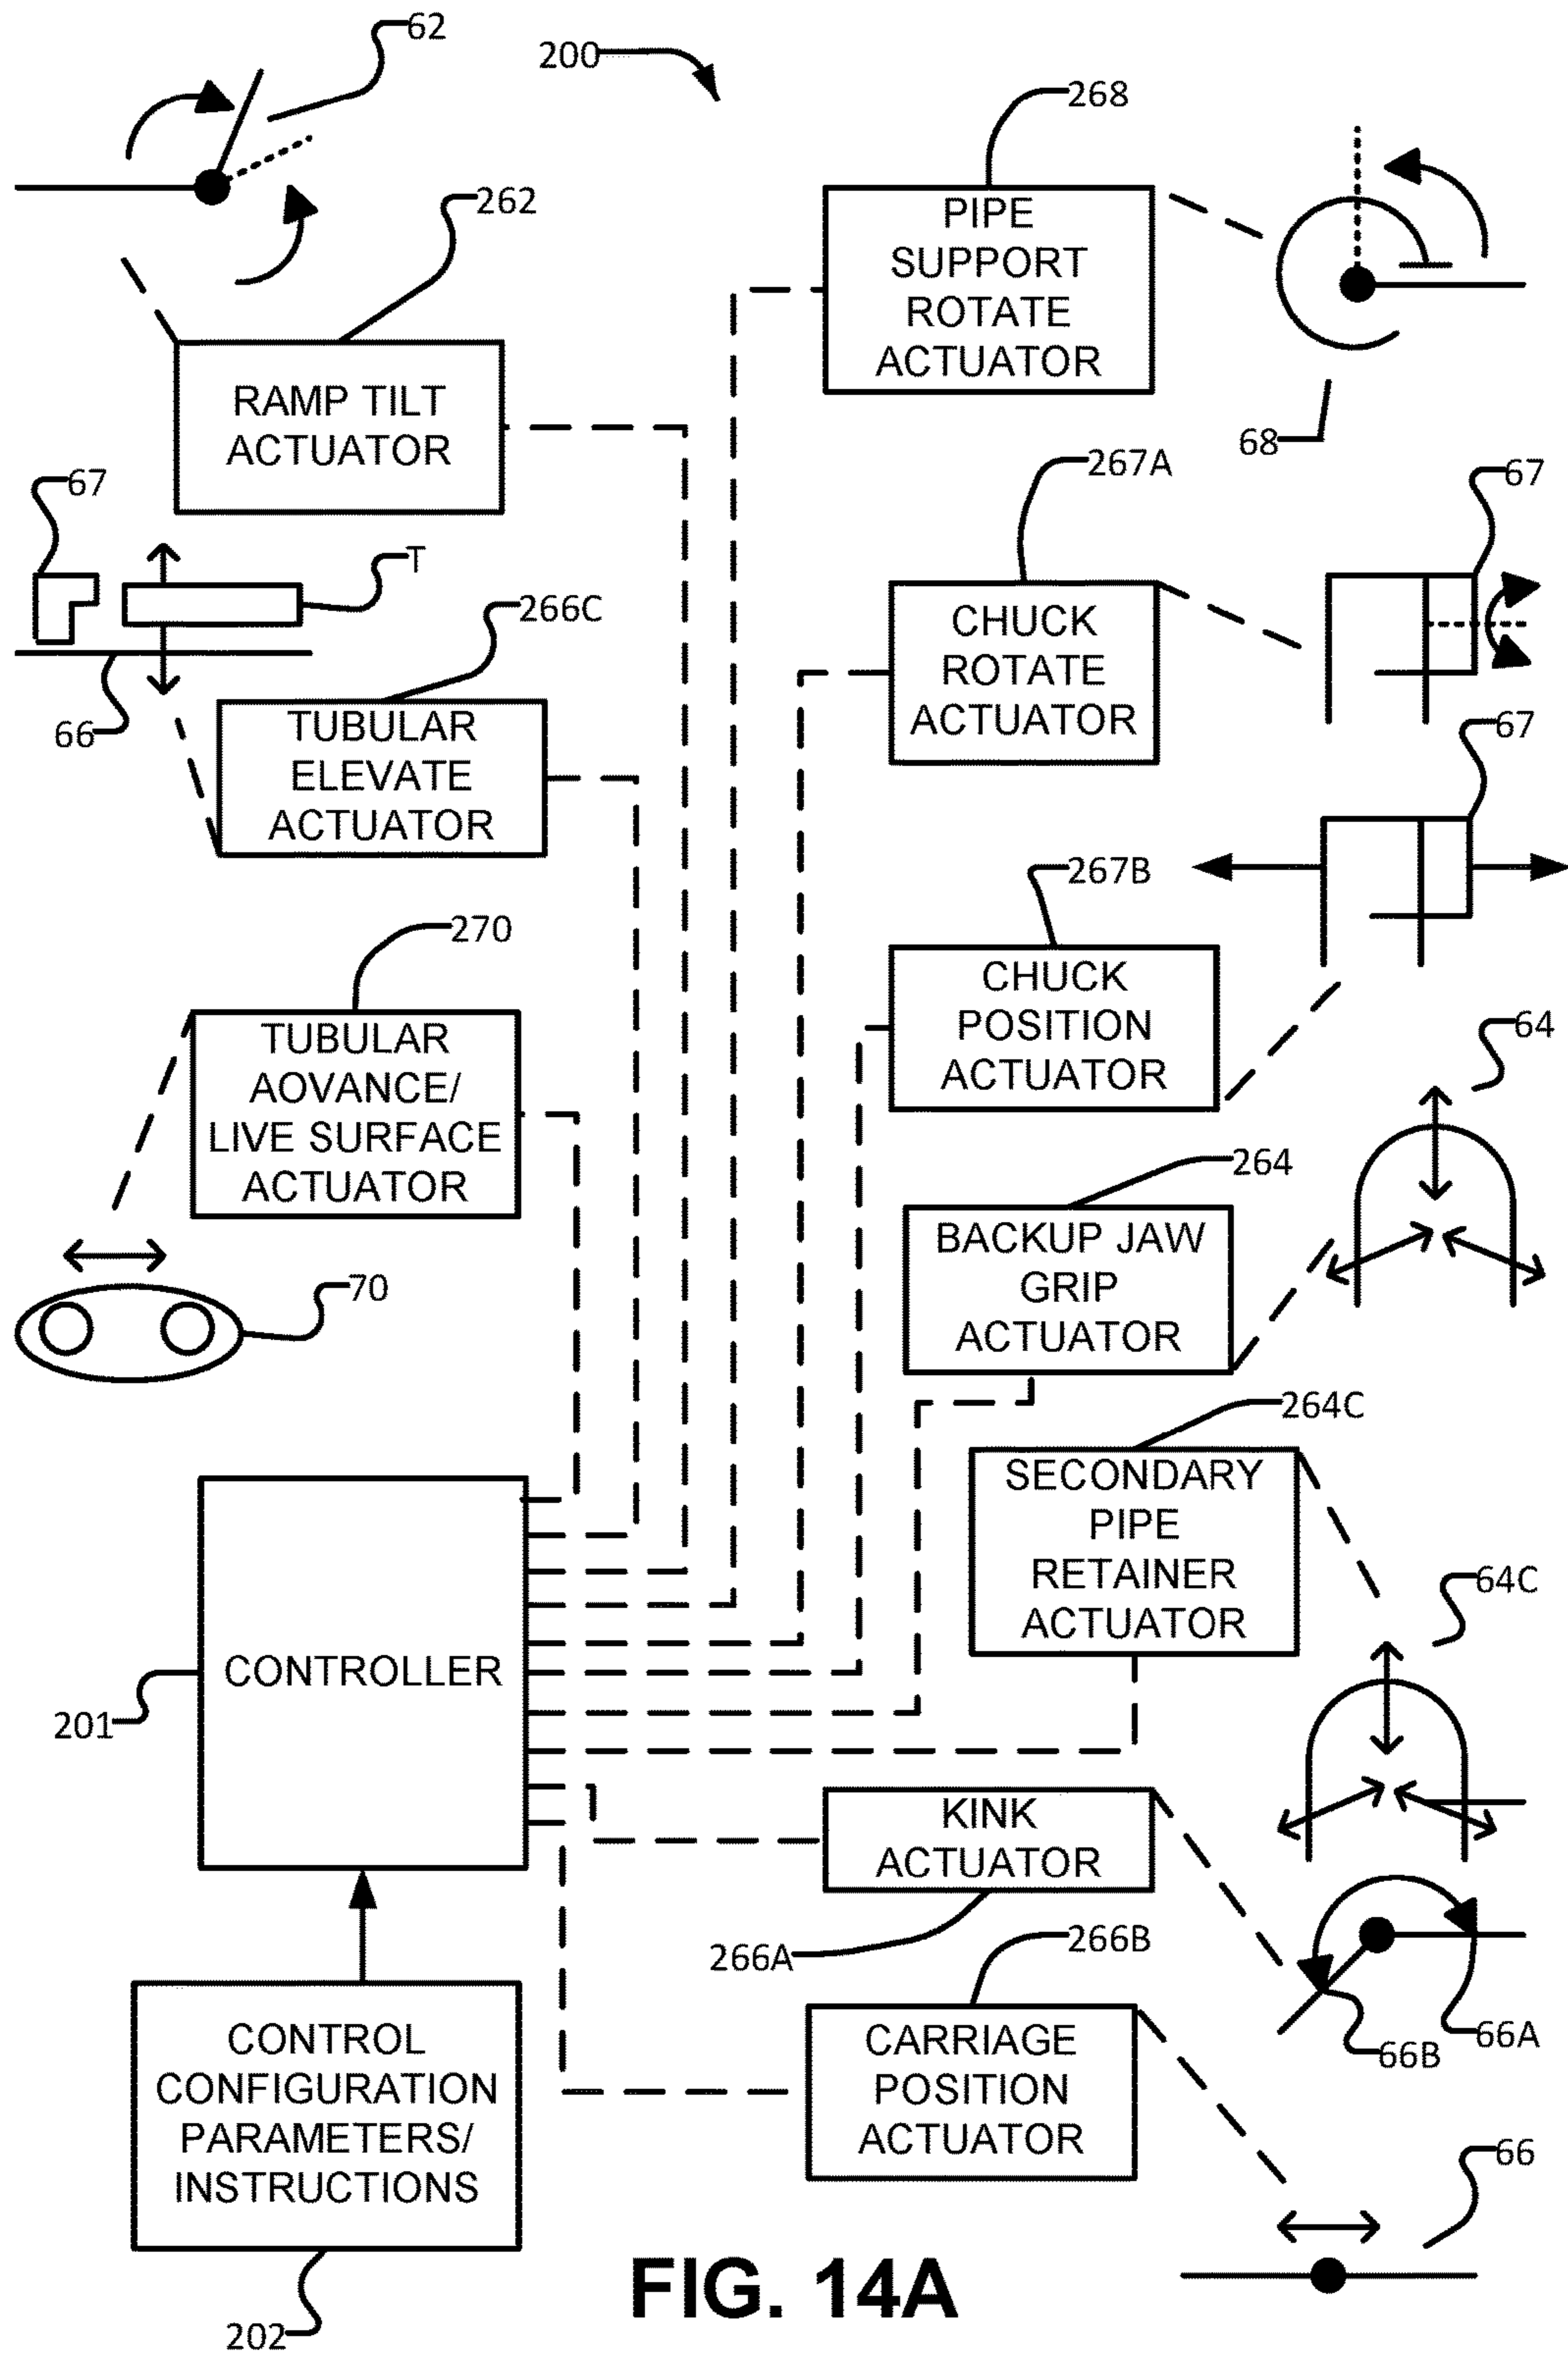 62
200
268
262
PIPE
SUPPORT
ROTATE
ACTUATOR
RAMP TILT
ACTUATOR
68
67
267A
67
T
266C
CHUCK
ROTATE
ACTUATOR
66
TUBULAR
ELEVATE
ACTUATOR
67
267B
270
CHUCK
POSITION
ACTUATOR
TUBULAR
AOVANCE/
LIVE SURFACE
ACTUATOR
64
264
BACKUP JAW
GRIP
ACTUATOR
70
264C
SECONDARY
PIPE
RETAINER
ACTUATOR
64C
CONTROLLER
201
KINK
ACTUATOR
266A
266B
66B
66A
CONTROL
CONFIGURATION
PARAMETERS/
INSTRUCTIONS
CARRIAGE
POSITION
ACTUATOR
66
202
FIG. 14A